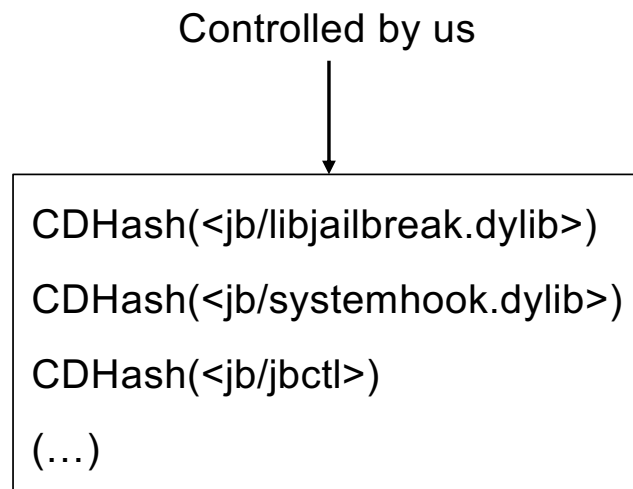 Controlled by us
CDHash(<jb/libjailbreak.dylib>)
CDHash(<jb/systemhook.dylib>)
CDHash(<jb/jbctl>)
(…)